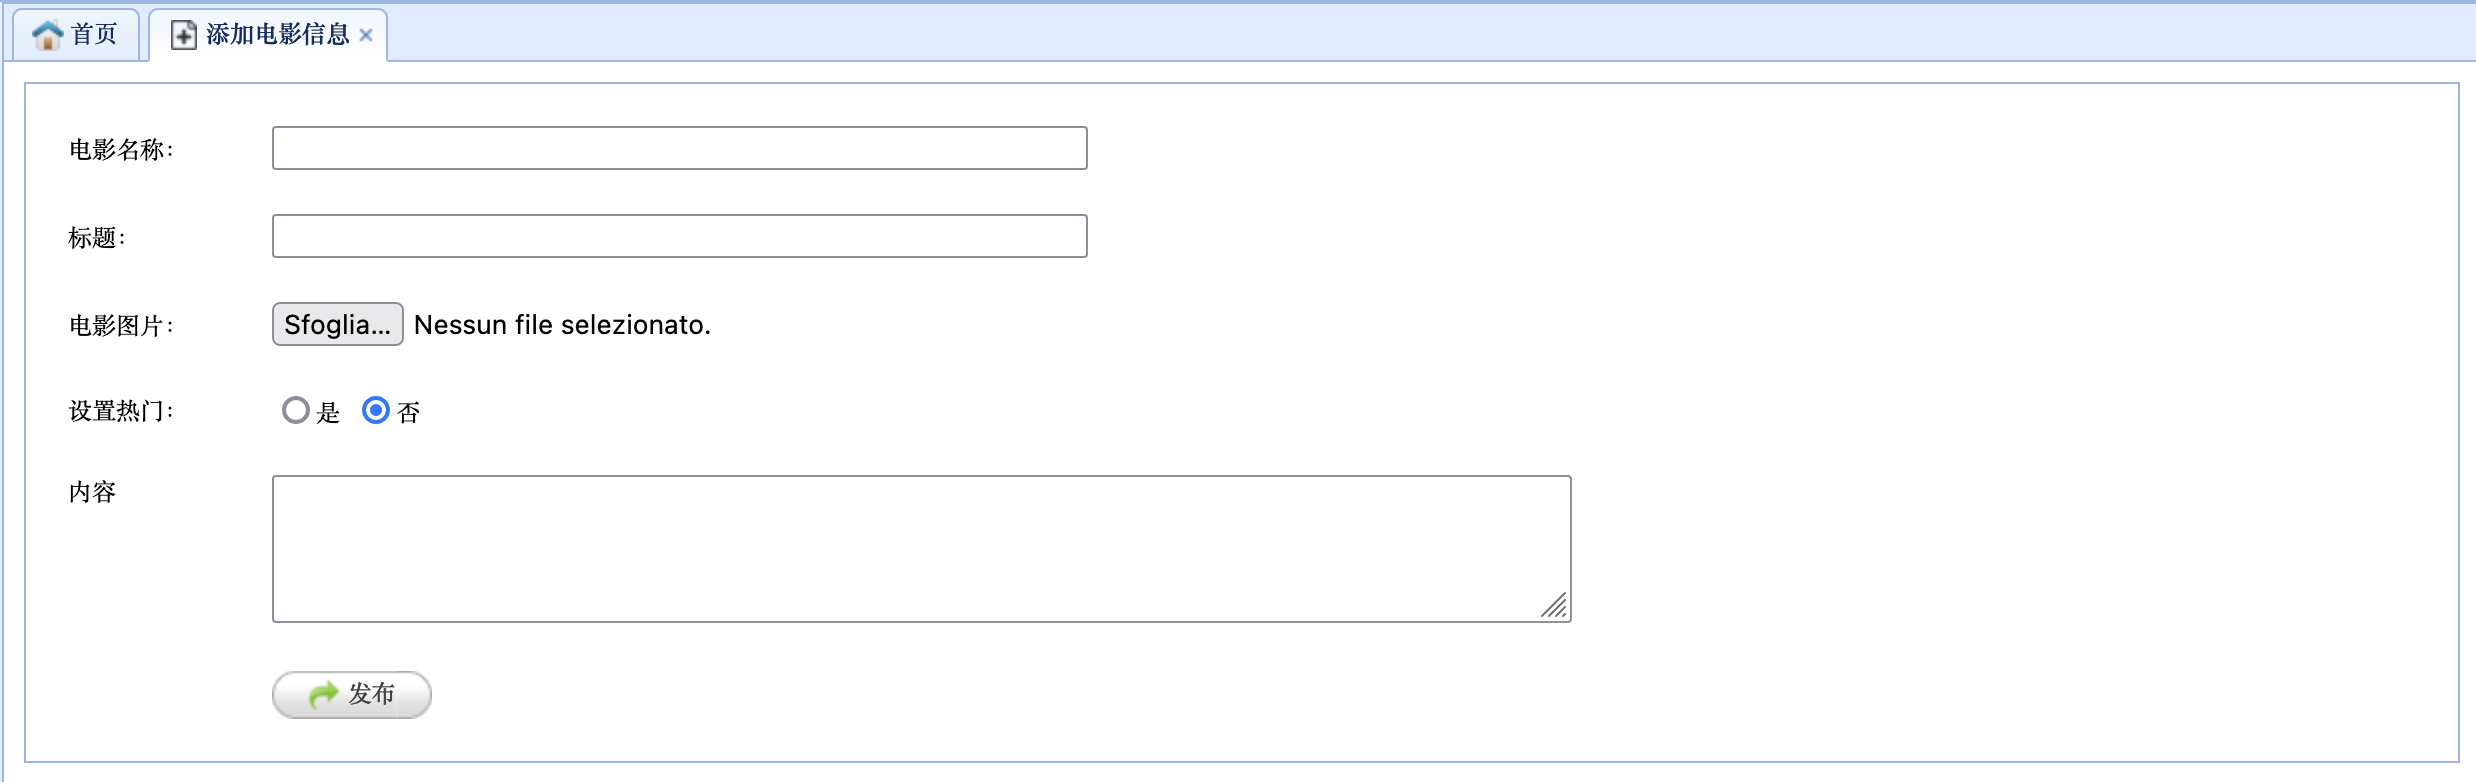 首页 添加电影信息
电影名称:
标题:
电影图片: Sfoglia... Nessun file selezionato.
设置热门: 是 否
内容
发布